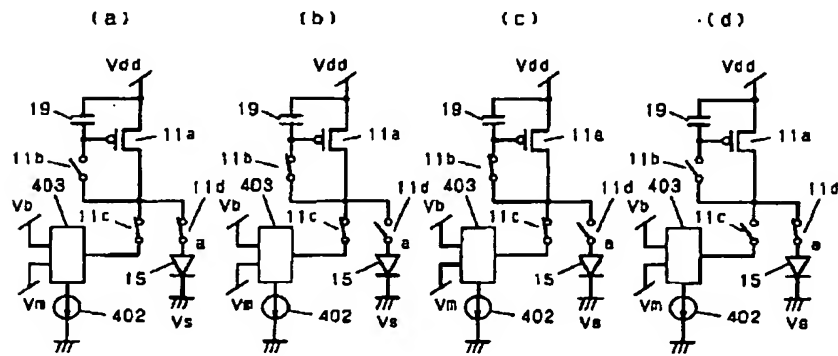 (a) (b) (c) (d)
Vdd Vdd Vdd Vdd
19 19 19 19
11a 11a 11a 11a
11b 11b 11b 11b
403 11d 403 11d 403 11d 403 11d
Vb 11c Vb 11c Vb 11c Vb 11c
a a a a
15 15 15 15
Vm 402 Vm 402 Vm 402 Vm 402
Vs Vs Vs Vs